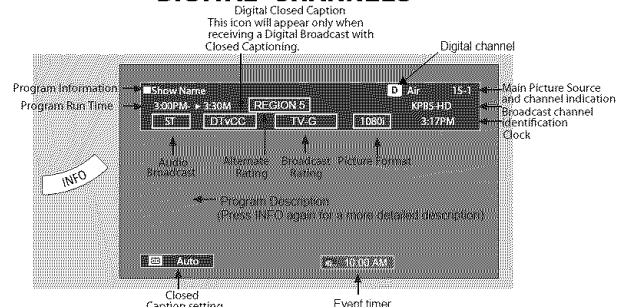 DIGITAL CHANNELS
Digital Closed Caption
This icon will appear only when
receiving a Digital Broadcast with
Closed Captioning.
Digital channel
Program Information
Show Name
D Air 15-1
Main Picture Source
and channel indication
Program Run Time
3:00PM- ► 3:30M
REGION 5
KPBS-HD
Broadcast channel
identification
ST
DTvCC
TV-G
1080i
3:17PM
Clock
Audio
Broadcast
Alternate
Rating
Broadcast
Rating
Picture Format
INFO
Program Description
(Press INFO again for a more detailed description)
Auto
10:00 AM
Closed
Caption setting
Event timer